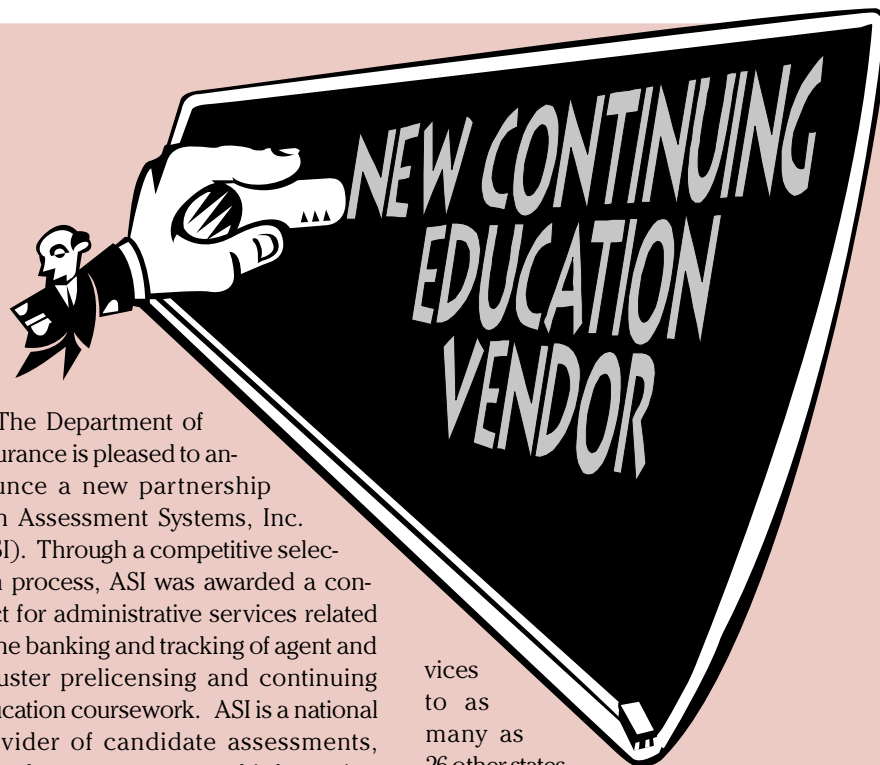 NEW CONTINUING
EDUCATION
VENDOR
The Department of
urance is pleased to an-
unce a new partnership
Assessment Systems, Inc.
SI). Through a competitive selec-
process, ASI was awarded a con-
ct for administrative services related
he banking and tracking of agent and
uster prelicensing and continuing
ucation coursework. ASI is a national
vider of candidate assessments,
vices
to as
many as
26 other states